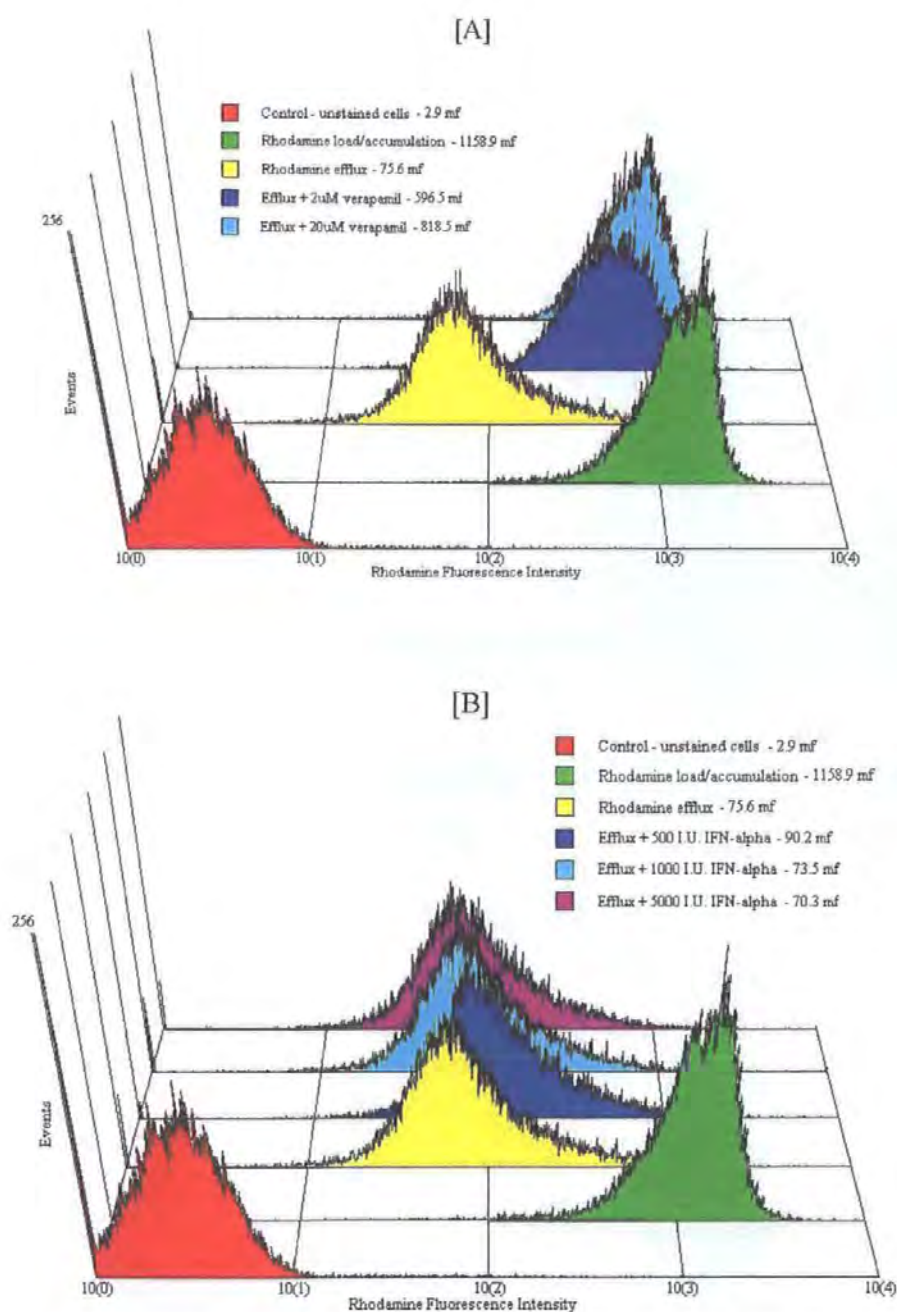 [A]
Control - unstained cells - 2.9 mf
Rhodamine load/accumulation - 1158.9 mf
Rhodamine efflux - 75.6 mf
Efflux + 2uM verapamil - 596.5 mf
Efflux + 20uM verapamil - 818.5 mf
256
Events
10(0) 10(1) 10(2) 10(3) 10(4)
Rhodamine Fluorescence Intensity
[B]
Control - unstained cells - 2.9 mf
Rhodamine load/accumulation - 1158.9 mf
Rhodamine efflux - 75.6 mf
Efflux + 500 I.U. IFN-alpha - 90.2 mf
Efflux + 1000 I.U. IFN-alpha - 73.5 mf
Efflux + 5000 I.U. IFN-alpha - 70.3 mf
256
Events
10(0) 10(1) 10(2) 10(3) 10(4)
Rhodamine Fluorescence Intensity